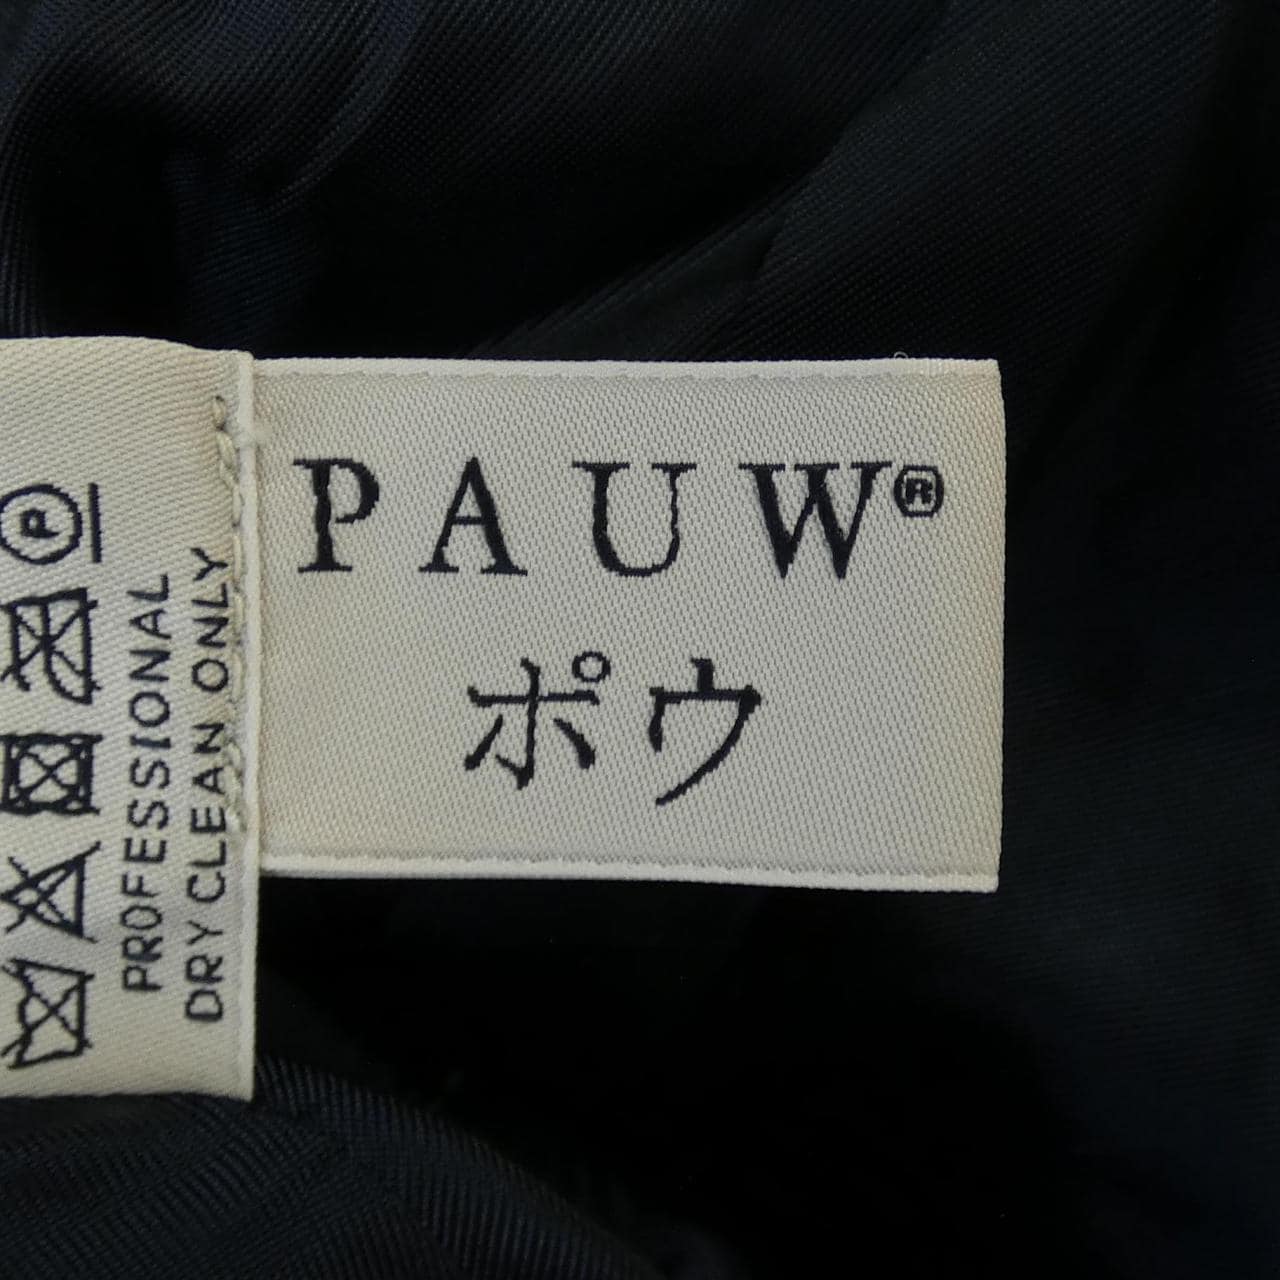 PAUW®
ポウ
PROFESSIONAL
DRY CLEAN ONLY
P